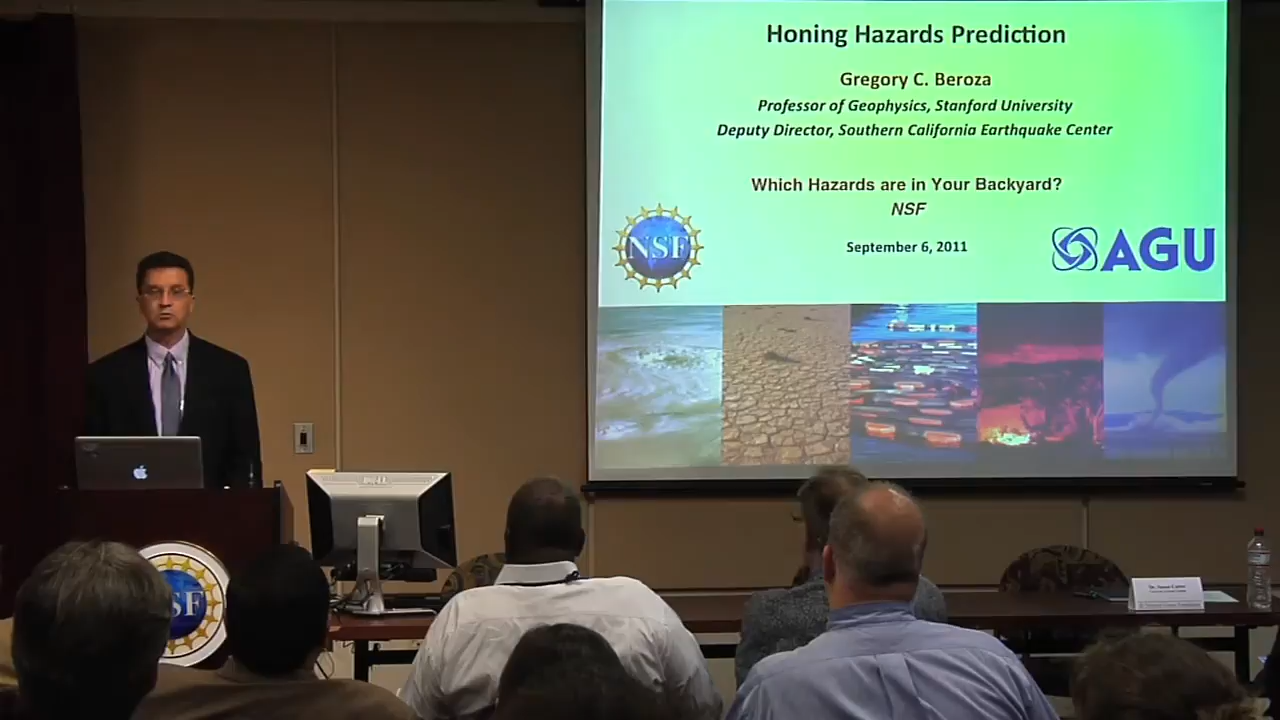 Honing Hazards Prediction
Gregory C. Beroza
Professor of Geophysics, Stanford University
Deputy Director, Southern California Earthquake Center
Which Hazards are in Your Backyard?
NSF
September 6, 2011
NSF
AGU
SF